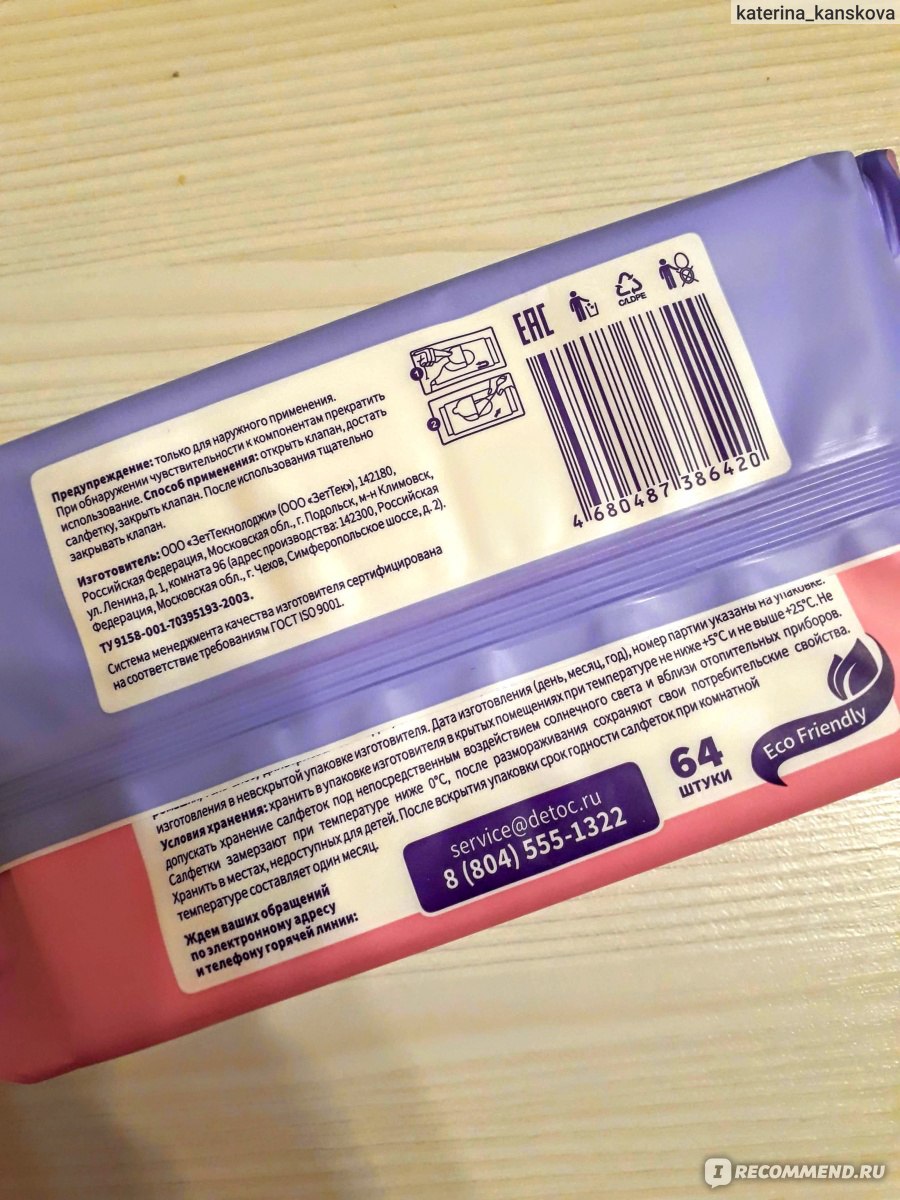 katerina_kanskova
Предупреждение: только для наружного применения.
При обнаружении чувствительности к компонентам прекратить
использование. Способ применения: открыть клапан, достать
салфетку, закрыть клапан. После использования тщательно
закрывать клапан.
Изготовитель: ООО «ЗетТекнолоджи» (ООО «ЗетТек»), 142180,
Российская Федерация, Московская обл., г. Подольск, м-н Климовск,
ул. Ленина, д. 1, комната 96 (адрес производства: 142300, Российская
Федерация, Московская обл., г. Чехов, Симферопольское шоссе, д. 2).
ТУ 9158-001-70395193-2003.
Система менеджмента качества изготовителя сертифицирована
на соответствие требованиям ГОСТ ISO 9001.
1
2
EAC
C/LDPE
4 680487 386420
изготовления в невскрытой упаковке изготовителя. Дата изготовления (день, месяц, год), номер партии указаны на упаковке.
Условия хранения: хранить в упаковке изготовителя в крытых помещениях при температуре не ниже +5°C и не выше +25°C. Не
допускать хранение салфеток под непосредственным воздействием солнечного света и вблизи отопительных приборов.
Салфетки замерзают при температуре ниже 0°C, после размораживания сохраняют свои потребительские свойства.
Хранить в местах, недоступных для детей. После вскрытия упаковки срок годности салфеток при комнатной
температуре составляет один месяц.
Ждем ваших обращений
по электронному адресу
и телефону горячей линии:
service@detoc.ru
8 (804) 555-1322
64
ШТУКИ
Eco Friendly
IRECOMMEND.RU